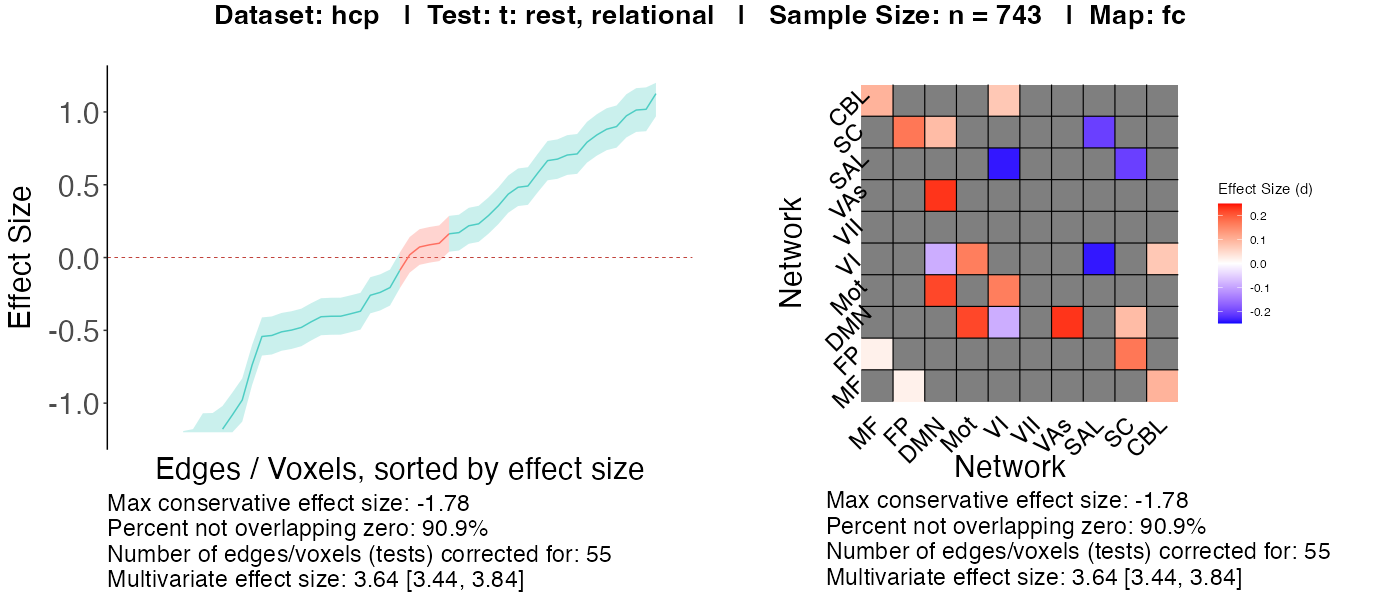 Dataset: hcp | Test: t: rest, relational | Sample Size: n = 743 | Map: fc
Effect Size
1.0
0.5
0.0
-0.5
-1.0
Edges / Voxels, sorted by effect size
Max conservative effect size: -1.78
Percent not overlapping zero: 90.9%
Number of edges/voxels (tests) corrected for: 55
Multivariate effect size: 3.64 [3.44, 3.84]
Network
CBL
SC
SAL
VAs
VII
VI
Mot
DMN
FP
MF
MF
FP
DMN
Mot
VI
VII
VAs
SAL
SC
CBL
Network
Effect Size (d)
0.2
0.1
0.0
-0.1
-0.2
Max conservative effect size: -1.78
Percent not overlapping zero: 90.9%
Number of edges/voxels (tests) corrected for: 55
Multivariate effect size: 3.64 [3.44, 3.84]